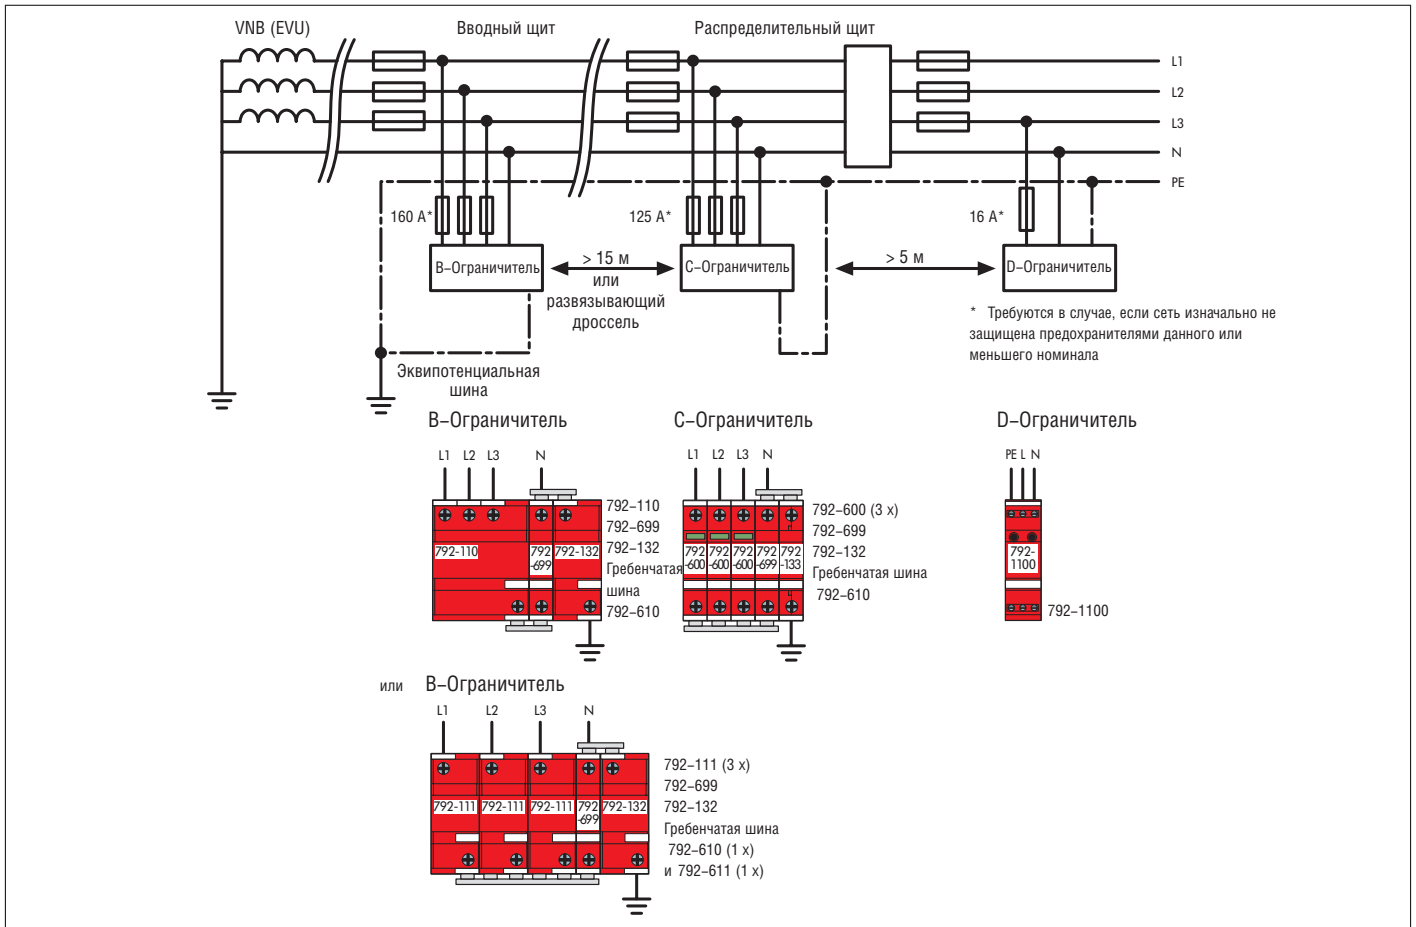 VNB (EVU)
Вводный щит
Распределительный щит
L1
L2
L3
N
PE
160 А*
125 А*
16 А*
В–Ограничитель
> 15 м
или
развязывающий
дроссель
С–Ограничитель
> 5 м
D–Ограничитель
* Требуются в случае, если сеть изначально не
защищена предохранителями данного или
меньшего номинала
Эквипотенциальная
шина
В–Ограничитель
L1 L2 L3 N
792-110
792
-699
792-132
792–110
792–699
792–132
Гребенчатая
шина
792–610
С–Ограничитель
L1 L2 L3 N
792
-600
792
-600
792
-600
792
-699
792
-133
792–600 (3 х)
792–699
792–132
Гребенчатая шина
792–610
D–Ограничитель
PE L N
792-
1100
792–1100
или В–Ограничитель
L1 L2 L3 N
792-111
792-111
792-111
792
-699
792-132
792–111 (3 х)
792–699
792–132
Гребенчатая шина
792–610 (1 х)
и 792–611 (1 х)